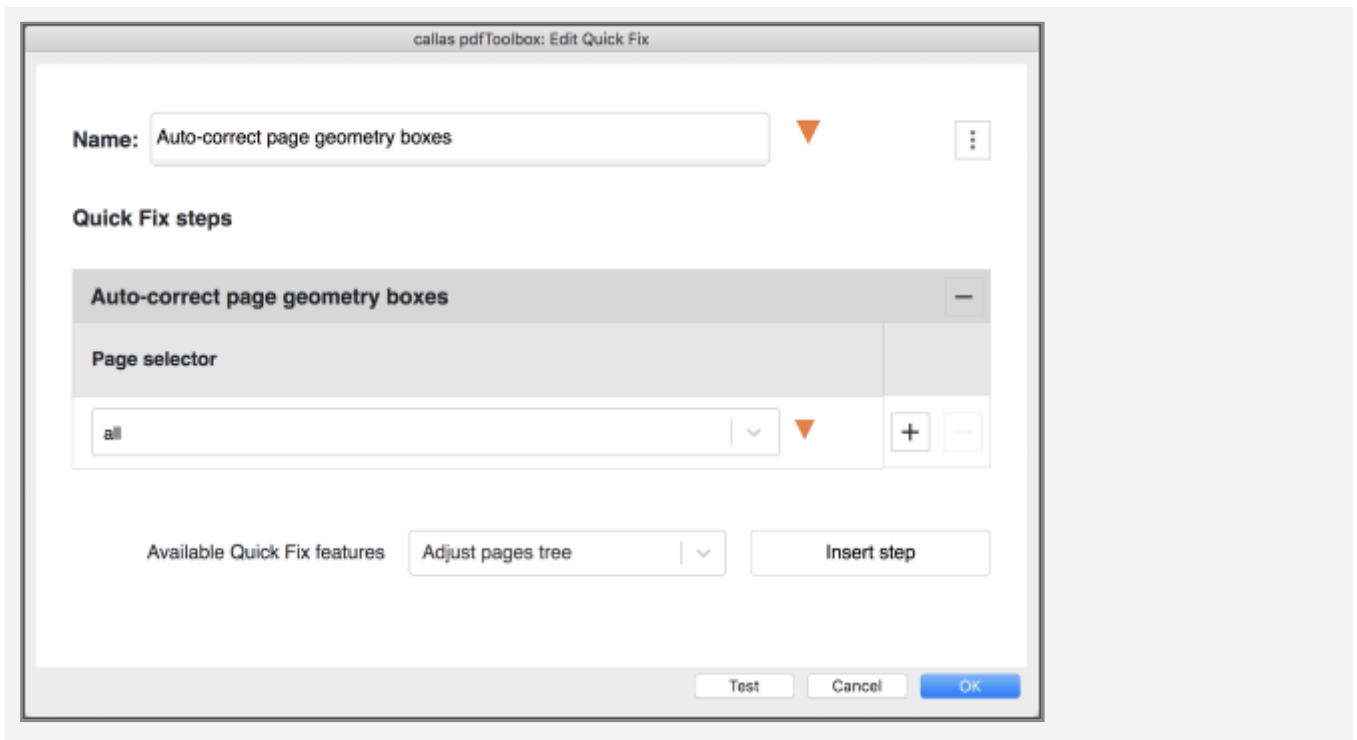 callas pdfToolbox: Edit Quick Fix
Name: Auto-correct page geometry boxes
Quick Fix steps
Auto-correct page geometry boxes
Page selector
all
Available Quick Fix features Adjust pages tree Insert step
Test Cancel OK